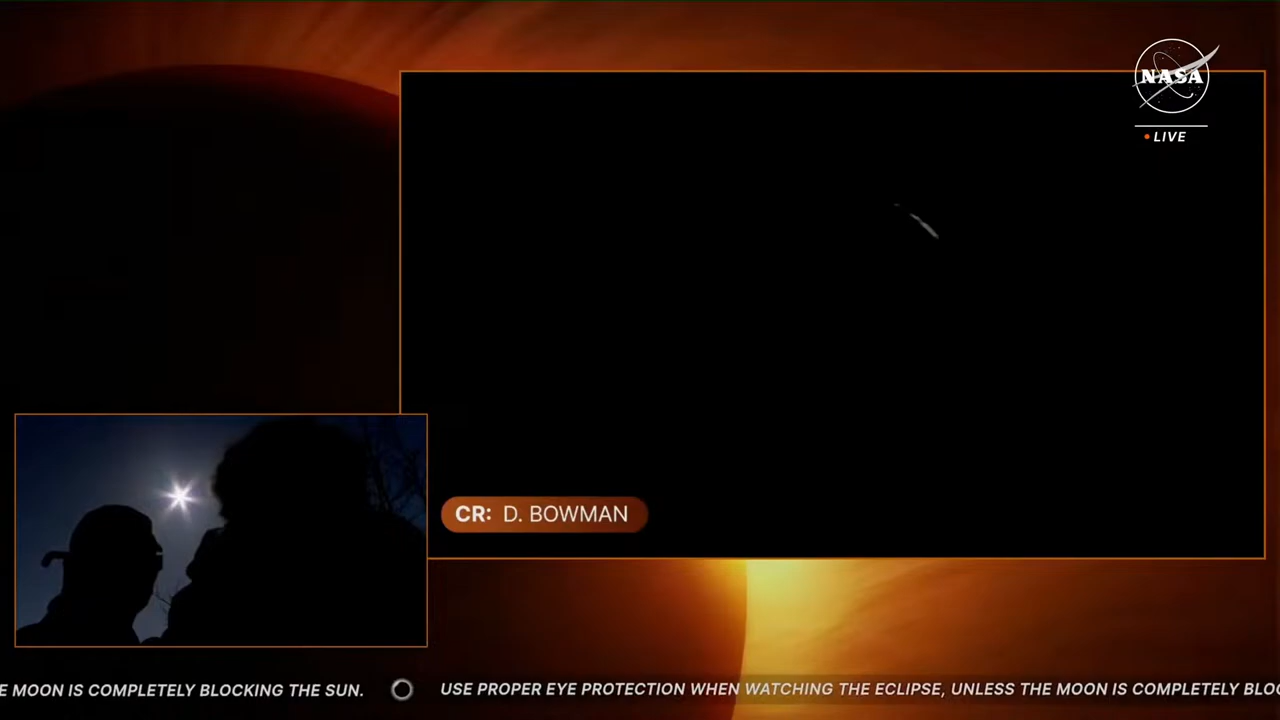 NASA
LIVE
CR: D. BOWMAN
E MOON IS COMPLETELY BLOCKING THE SUN.
USE PROPER EYE PROTECTION WHEN WATCHING THE ECLIPSE, UNLESS THE MOON IS COMPLETELY BLOC